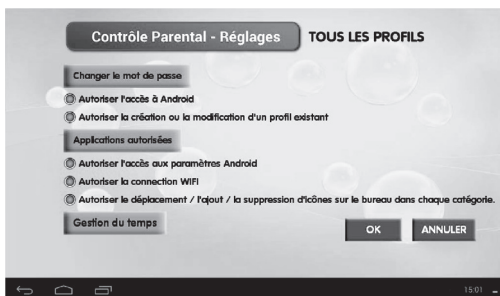 Contrôle Parental - Réglages TOUS LES PROFILS
Changer le mot de passe
Autoriser l'accès à Android
Autoriser la création ou la modification d'un profil existant
Applications autorisées
Autoriser l'accès aux paramètres Android
Autoriser la connection WIFI
Autoriser le déplacement / l'ajout / la suppression d'icônes sur le bureau dans chaque catégorie.
Gestion du temps
OK ANNULER
15:01